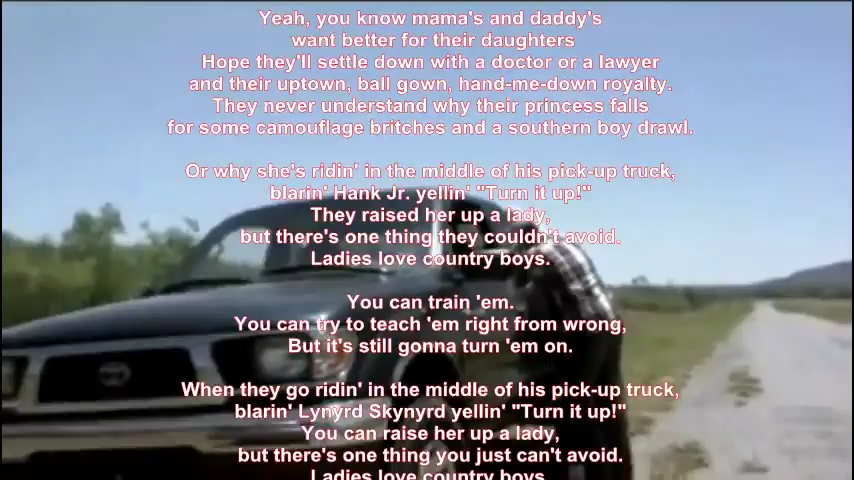 Yeah, you know mama's and daddy's
want better for their daughters
Hope they'll settle down with a doctor or a lawyer
and their uptown, ball gown, hand-me-down royalty.
They never understand why their princess falls
for some camouflage britches and a southern boy drawl.
Or why she's ridin' in the middle of his pick-up truck,
blarin' Hank Jr. yellin' "Turn it up!"
They raised her up a lady,
but there's one thing they couldn't avoid.
Ladies love country boys.
You can train 'em.
You can try to teach 'em right from wrong,
But it's still gonna turn 'em on.
When they go ridin' in the middle of his pick-up truck,
blarin' Lynyrd Skynyrd yellin' "Turn it up!"
You can raise her up a lady,
but there's one thing you just can't avoid.
Ladies love country boys.